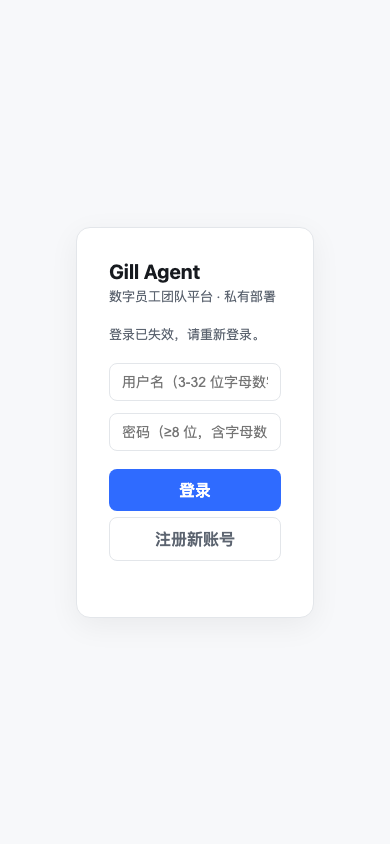 Gill Agent
数字员工团队平台 · 私有部署
登录已失效，请重新登录。
用户名（3-32 位字母数
密码（≥8 位，含字母数
登录
注册新账号